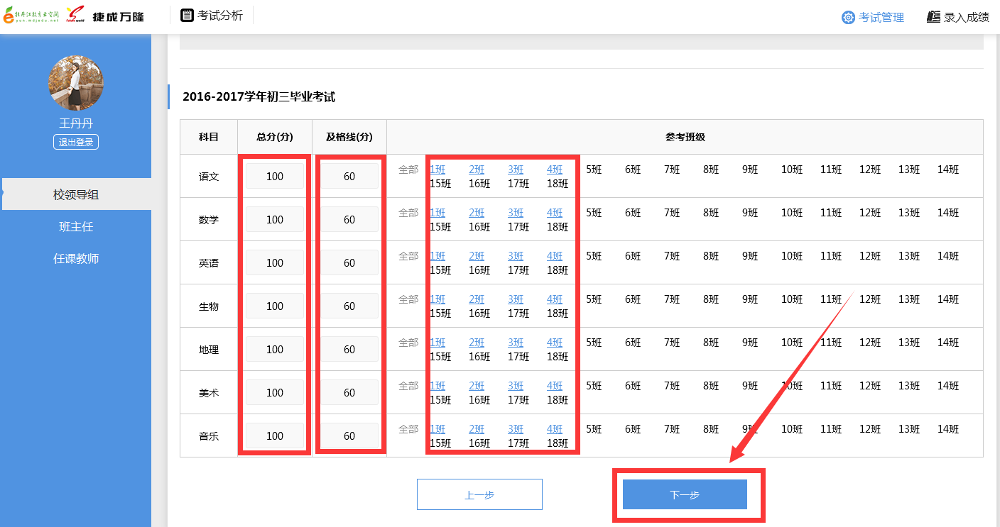 牡丹江教育云空间
yun.mdjedu.net
Future world
捷成万隆
考试分析
考试管理
录入成绩
王丹丹
退出登录
校领导组
班主任
任课教师
2016-2017学年初三毕业考试
科目 总分(分) 及格线(分) 参考班级
语文 100 60 全部 1班 2班 3班 4班 5班 6班 7班 8班 9班 10班 11班 12班 13班 14班
15班 16班 17班 18班
数学 100 60 全部 1班 2班 3班 4班 5班 6班 7班 8班 9班 10班 11班 12班 13班 14班
15班 16班 17班 18班
英语 100 60 全部 1班 2班 3班 4班 5班 6班 7班 8班 9班 10班 11班 12班 13班 14班
15班 16班 17班 18班
生物 100 60 全部 1班 2班 3班 4班 5班 6班 7班 8班 9班 10班 11班 12班 13班 14班
15班 16班 17班 18班
地理 100 60 全部 1班 2班 3班 4班 5班 6班 7班 8班 9班 10班 11班 12班 13班 14班
15班 16班 17班 18班
美术 100 60 全部 1班 2班 3班 4班 5班 6班 7班 8班 9班 10班 11班 12班 13班 14班
15班 16班 17班 18班
音乐 100 60 全部 1班 2班 3班 4班 5班 6班 7班 8班 9班 10班 11班 12班 13班 14班
15班 16班 17班 18班
上一步
下一步